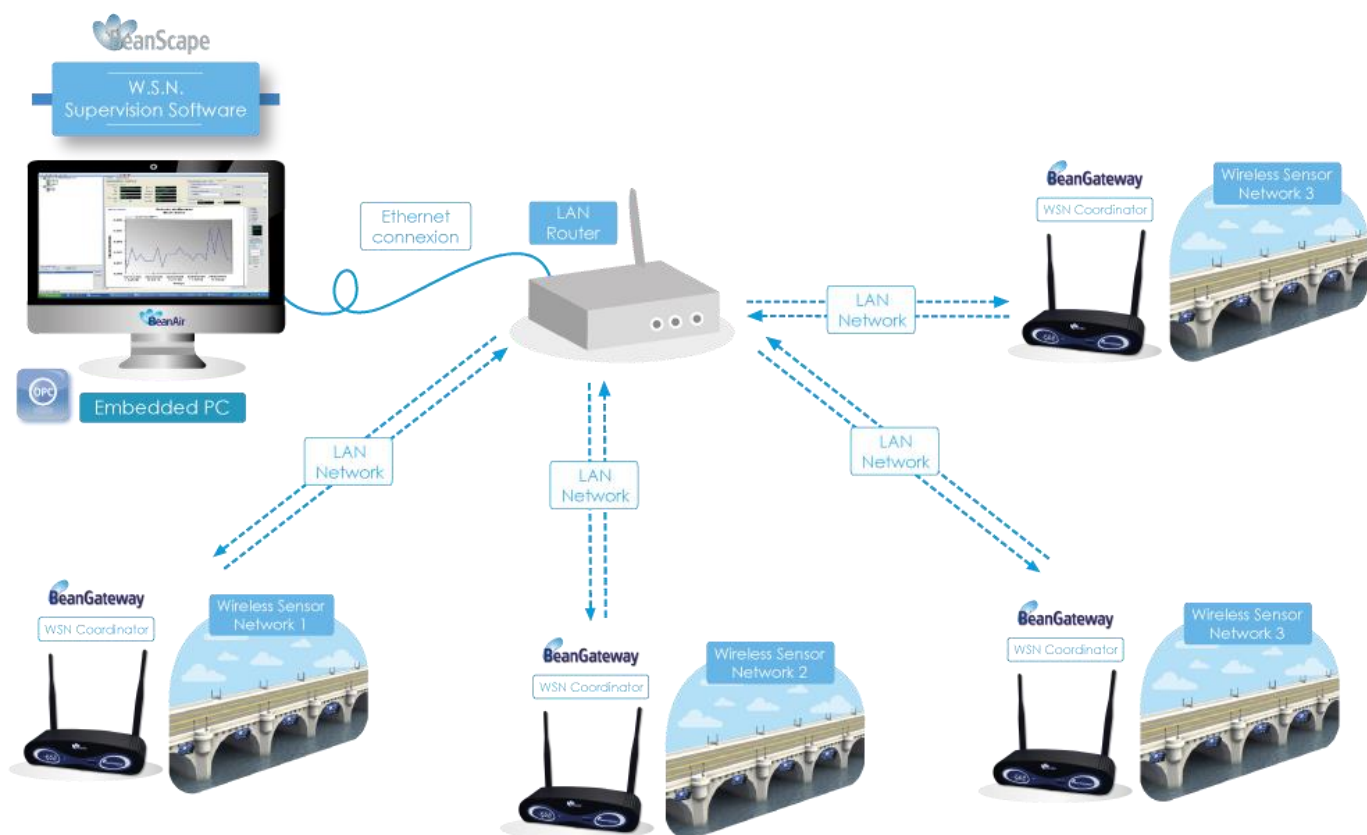 BeanScape
W.S.N.
Supervision Software
BeanAir
OPC
Embedded PC
Ethernet
connexion
LAN
Router
LAN
Network
BeanGateway
WSN Coordinator
Wireless Sensor
Network 3
LAN
Network
LAN
Network
LAN
Network
BeanGateway
WSN Coordinator
Wireless Sensor
Network 1
BeanGateway
WSN Coordinator
Wireless Sensor
Network 2
BeanGateway
WSN Coordinator
Wireless Sensor
Network 3